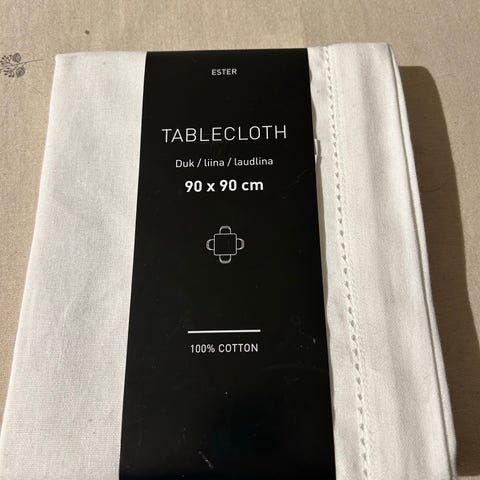 ESTER
TABLECLOTH
Duk / liina / laudlina
90 x 90 cm
100% COTTON